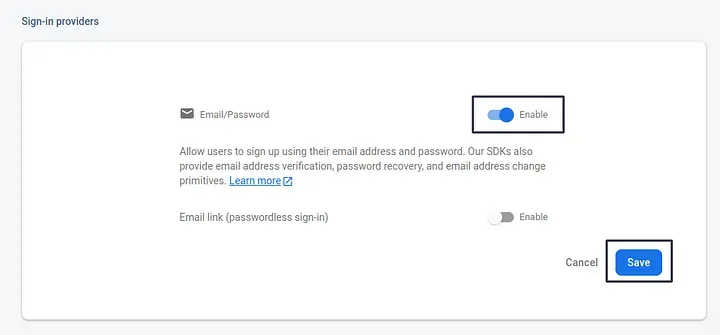 Sign-in providers
Email/Password
Enable
Allow users to sign up using their email address and password. Our SDKs also
provide email address verification, password recovery, and email address change
primitives. Learn more
Email link (passwordless sign-in)
Enable
Cancel
Save